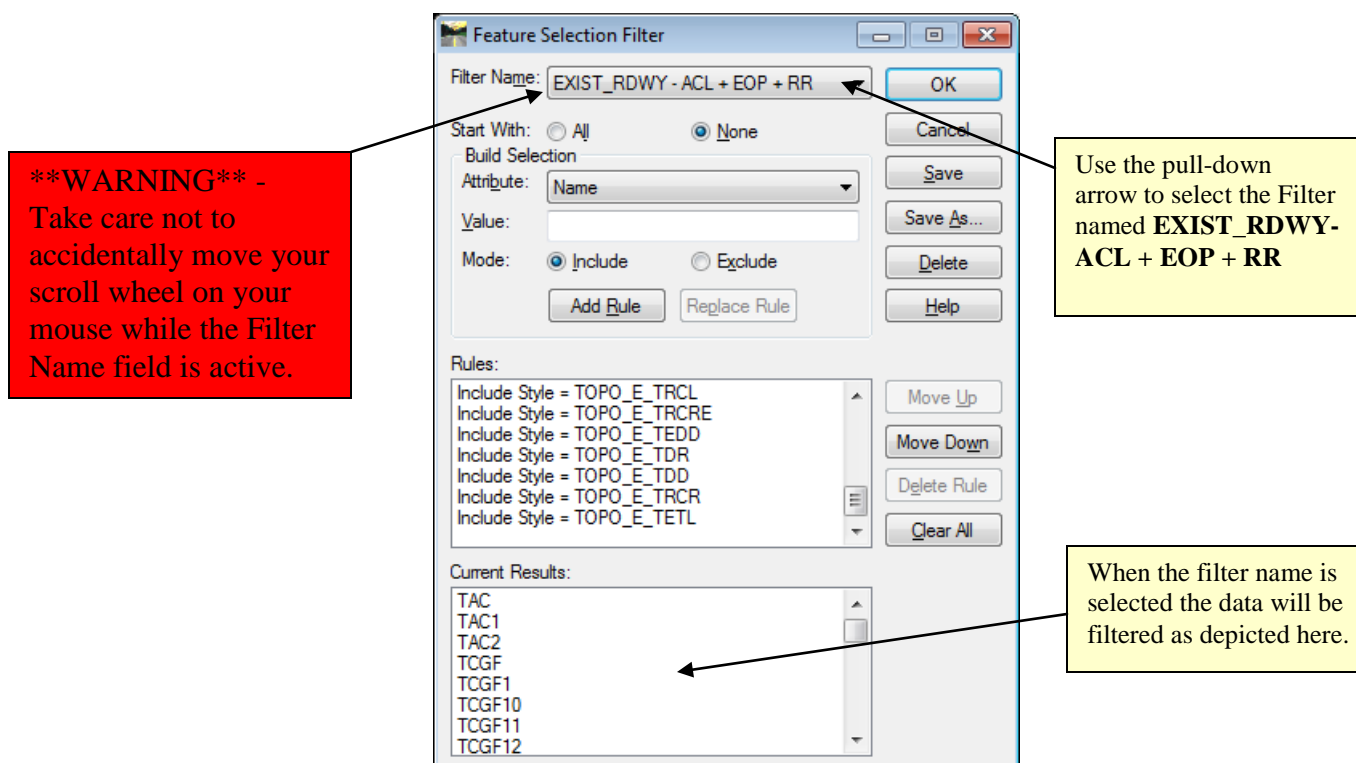 Feature Selection Filter
Filter Name: EXIST_RDWY - ACL + EOP + RR OK
Start With: All None Cancel
Build Selection
Attribute: Name Save
Value: Save As...
Mode: Include Exclude Delete
Add Rule Replace Rule Help
Rules:
Include Style = TOPO_E_TRCL
Include Style = TOPO_E_TRCRE
Include Style = TOPO_E_TEDD
Include Style = TOPO_E_TDR
Include Style = TOPO_E_TDD
Include Style = TOPO_E_TRCR
Include Style = TOPO_E_TETL
Move Up
Move Down
Delete Rule
Clear All
Current Results:
TAC
TAC1
TAC2
TCGF
TCGF1
TCGF10
TCGF11
TCGF12
**WARNING** -
Take care not to
accidentally move your
scroll wheel on your
mouse while the Filter
Name field is active.
Use the pull-down
arrow to select the Filter
named EXIST_RDWY-
ACL + EOP + RR
When the filter name is
selected the data will be
filtered as depicted here.